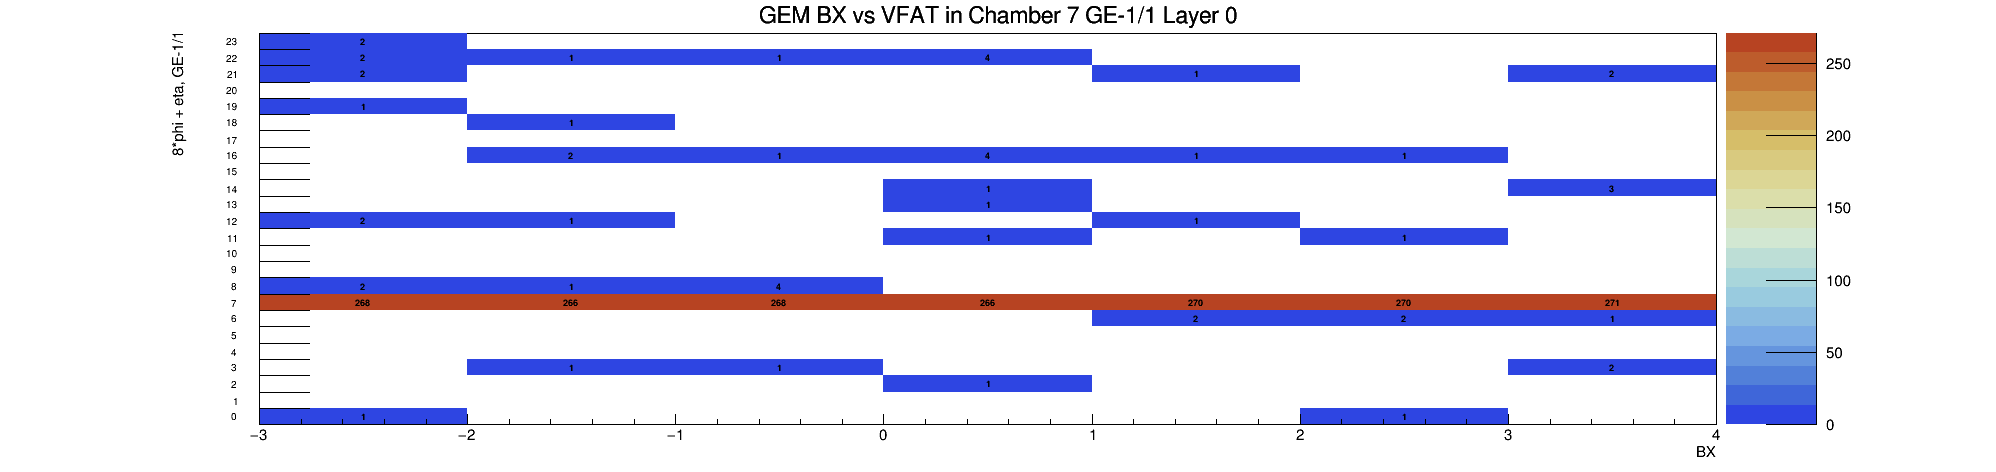 GEM BX vs VFAT in Chamber 7 GE-1/1 Layer 0
8*phi + eta, GE-1/1
23 2
22 2 1 1 4
21 2 1 2
20
19 1
18 1
17
16 2 1 4 1 1
15
14 1 3
13 1
12 2 1 1
11 1 1
10
9
8 2 1 4
7 268 266 268 266 270 270 271
6 2 2 1
5
4
3 1 1 2
2 1
1
0 1 1
−3 −2 −1 0 1 2 3 4
BX
250
200
150
100
50
0